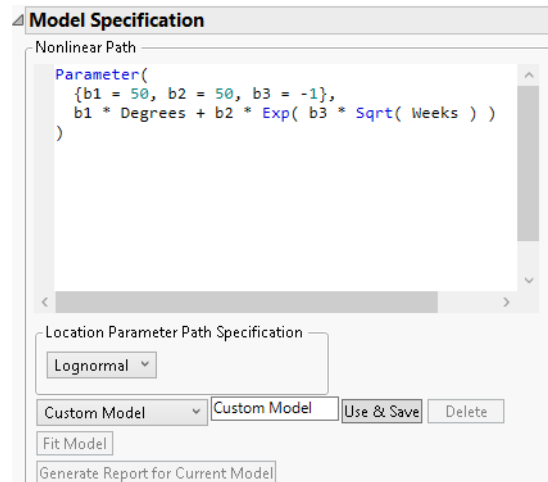 Model Specification
Nonlinear Path
Parameter(
{b1 = 50, b2 = 50, b3 = -1},
b1 * Degrees + b2 * Exp( b3 * Sqrt( Weeks ) )
)
Location Parameter Path Specification
Lognormal
Custom Model Custom Model Use & Save Delete
Fit Model
Generate Report for Current Model